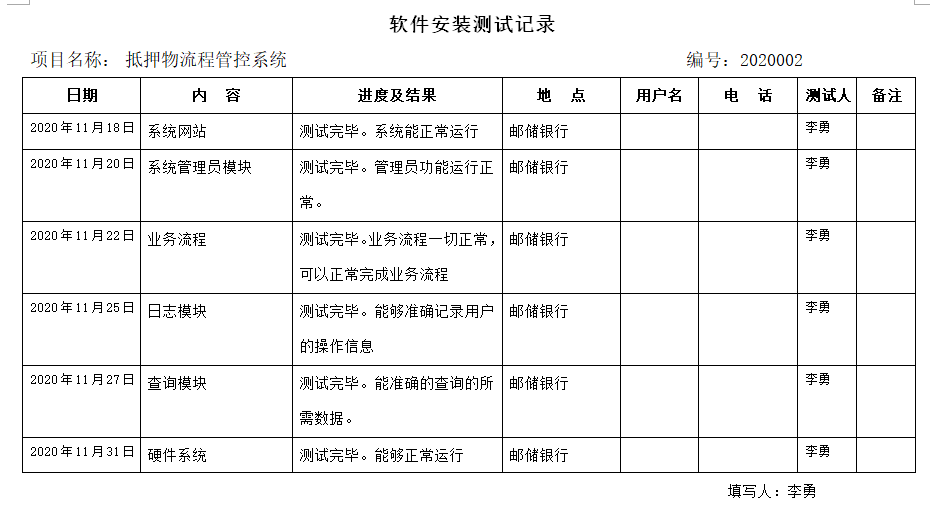 软件安装测试记录
项目名称： 抵押物流程管控系统 编号：2020002
日期 内 容 进度及结果 地 点 用户名 电 话 测试人 备注
2020年11月18日 系统网站 测试完毕。系统能正常运行 邮储银行 李勇
2020年11月20日 系统管理员模块 测试完毕。管理员功能运行正 邮储银行 李勇
常。
2020年11月22日 业务流程 测试完毕。业务流程一切正常， 邮储银行 李勇
可以正常完成业务流程
2020年11月25日 日志模块 测试完毕。能够准确记录用户 邮储银行 李勇
的操作信息
2020年11月27日 查询模块 测试完毕。能准确的查询的所 邮储银行 李勇
需数据。
2020年11月31日 硬件系统 测试完毕。能够正常运行 邮储银行 李勇
填写人：李勇